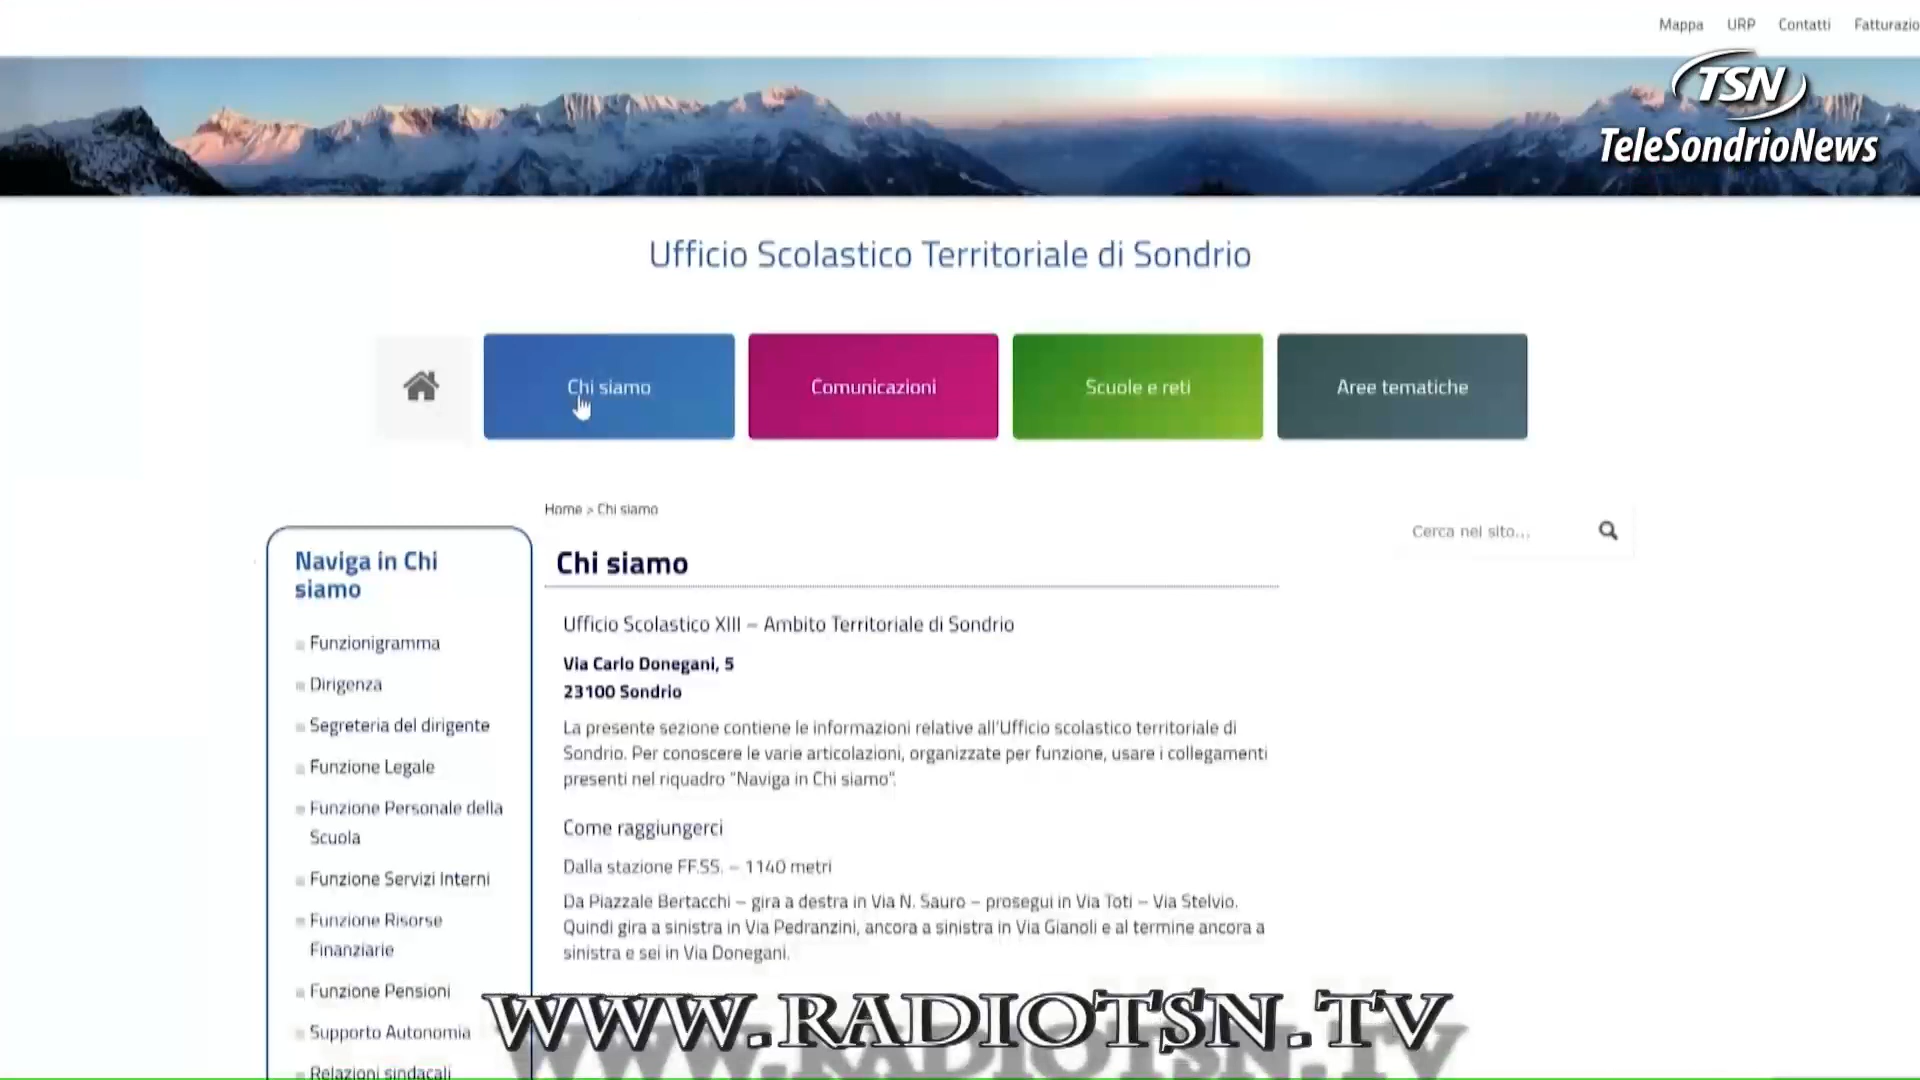 Mappa URP Contatti Fatturazio
TSN
TeleSondrioNews
Ufficio Scolastico Territoriale di Sondrio
Chi siamo Comunicazioni Scuole e reti Aree tematiche
Home > Chi siamo
Cerca nel sito...
Naviga in Chi
siamo
Funzionigramma
Dirigenza
Segreteria del dirigente
Funzione Legale
Funzione Personale della
Scuola
Funzione Servizi Interni
Funzione Risorse
Finanziarie
Funzione Pensioni
Supporto Autonomia
Relazioni sindacali
Chi siamo
Ufficio Scolastico XIII – Ambito Territoriale di Sondrio
Via Carlo Donegani, 5
23100 Sondrio
La presente sezione contiene le informazioni relative all'Ufficio scolastico territoriale di
Sondrio. Per conoscere le varie articolazioni, organizzate per funzione, usare i collegamenti
presenti nel riquadro "Naviga in Chi siamo".
Come raggiungerci
Dalla stazione FF.SS. – 1140 metri
Da Piazzale Bertacchi – gira a destra in Via N. Sauro – prosegui in Via Toti – Via Stelvio.
Quindi gira a sinistra in Via Pedranzini, ancora a sinistra in Via Gianoli e al termine ancora a
sinistra e sei in Via Donegani.
WWW.RADIOTSN.TV